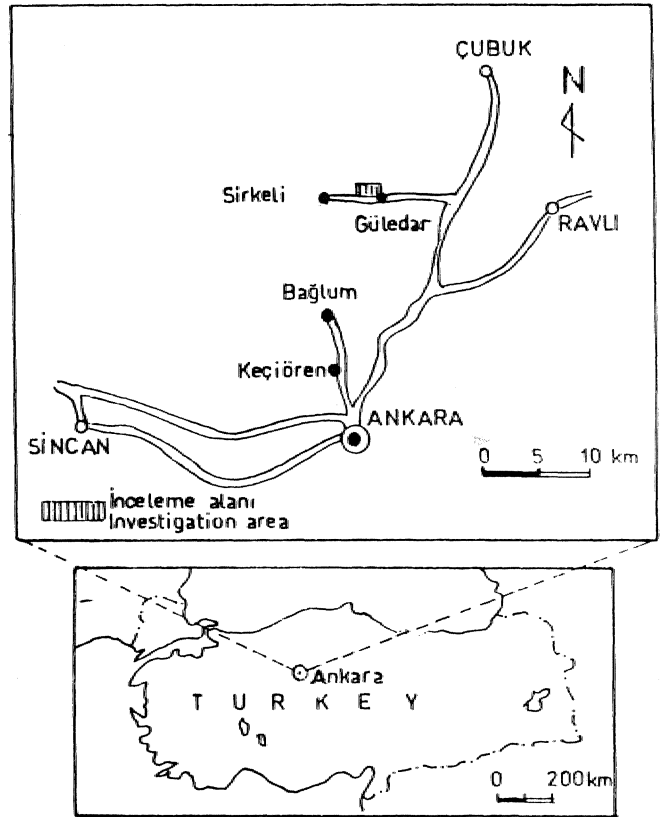 ÇUBUK
N
Sirkeli
Güledar
RAVLI
Bağlum
Keçiören
ANKARA
SİNCAN
0 5 10 km
İnceleme alanı
Investigation area
Ankara
TURKEY
0 200km